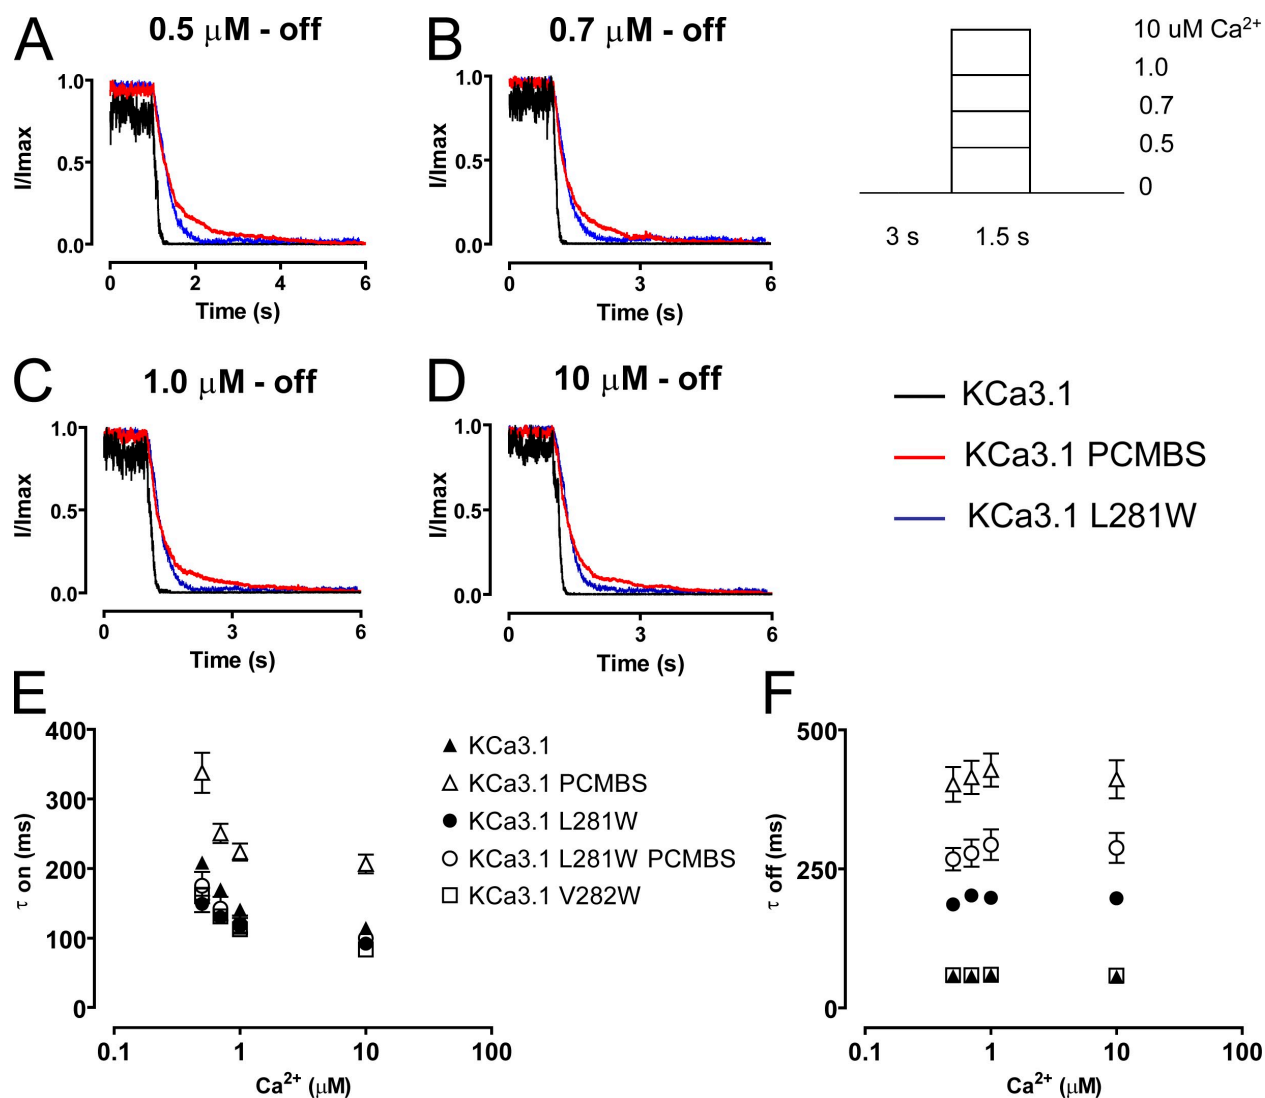 A
0.5 μM - off
I/Imax
1.0
0.5
0.0
0
2
4
6
Time (s)
B
0.7 μM - off
I/Imax
1.0
0.5
0.0
0
3
6
Time (s)
10 uM Ca²⁺
1.0
0.7
0.5
0
3 s
1.5 s
C
1.0 μM - off
I/Imax
1.0
0.5
0.0
0
3
6
Time (s)
D
10 μM - off
I/Imax
1.0
0.5
0.0
0
3
6
Time (s)
KCa3.1
KCa3.1 PCMBS
KCa3.1 L281W
E
τ on (ms)
400
300
200
100
0
0.1
1
10
100
Ca²⁺ (μM)
KCa3.1
KCa3.1 PCMBS
KCa3.1 L281W
KCa3.1 L281W PCMBS
KCa3.1 V282W
F
τ off (ms)
500
250
0
0.1
1
10
100
Ca²⁺ (μM)